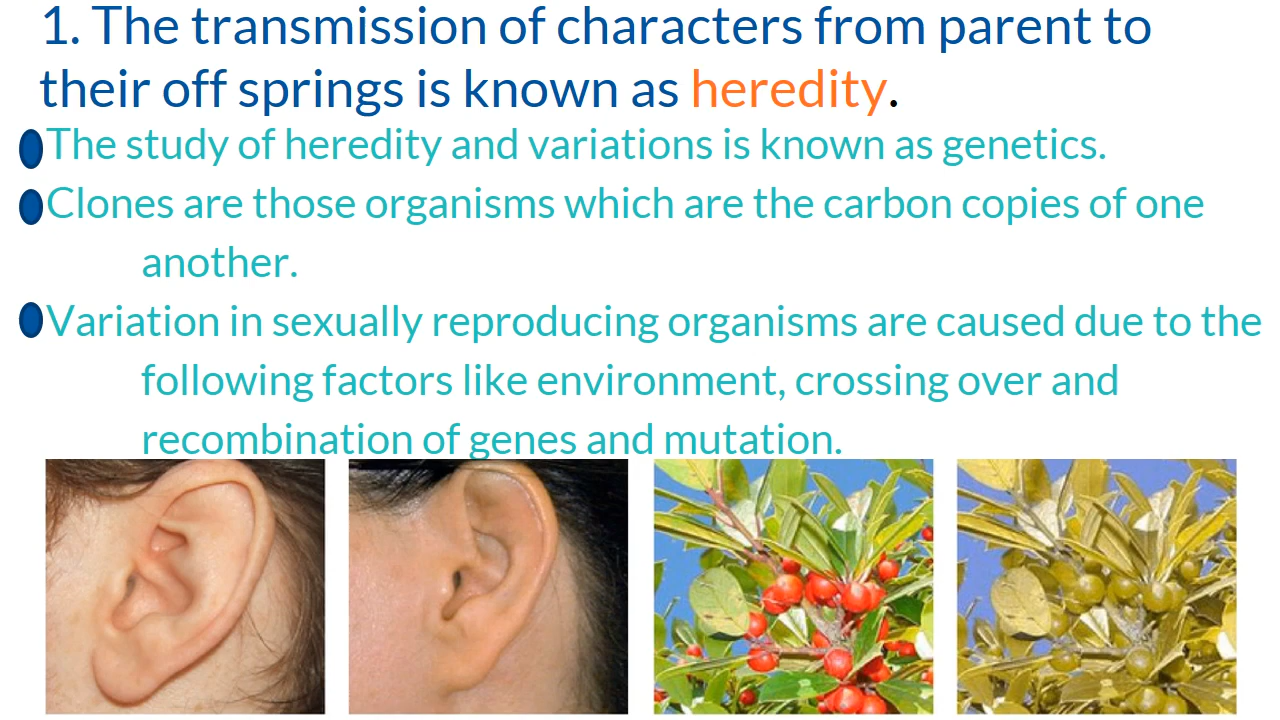 1. The transmission of characters from parent to
their off springs is known as heredity.
The study of heredity and variations is known as genetics.
Clones are those organisms which are the carbon copies of one
another.
Variation in sexually reproducing organisms are caused due to the
following factors like environment, crossing over and
recombination of genes and mutation.